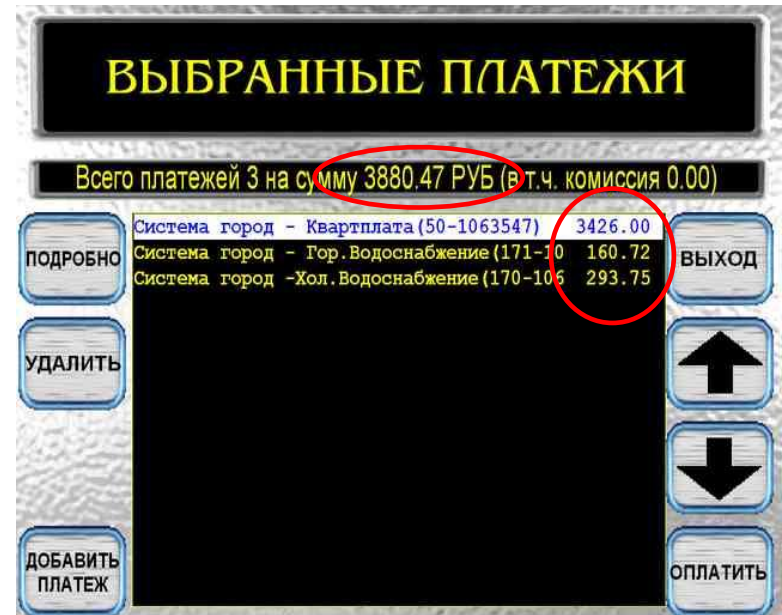 ВЫБРАННЫЕ ПЛАТЕЖИ
Всего платежей 3 на сумму 3880.47 РУБ (в т.ч. комиссия 0.00)
Система город - Квартплата(50-1063547) 3426.00
Система город - Гор.Водоснабжение(171-10 160.72
Система город -Хол.Водоснабжение(170-106 293.75
ПОДРОБНО
УДАЛИТЬ
ДОБАВИТЬ
ПЛАТЕЖ
ВЫХОД
ОПЛАТИТЬ